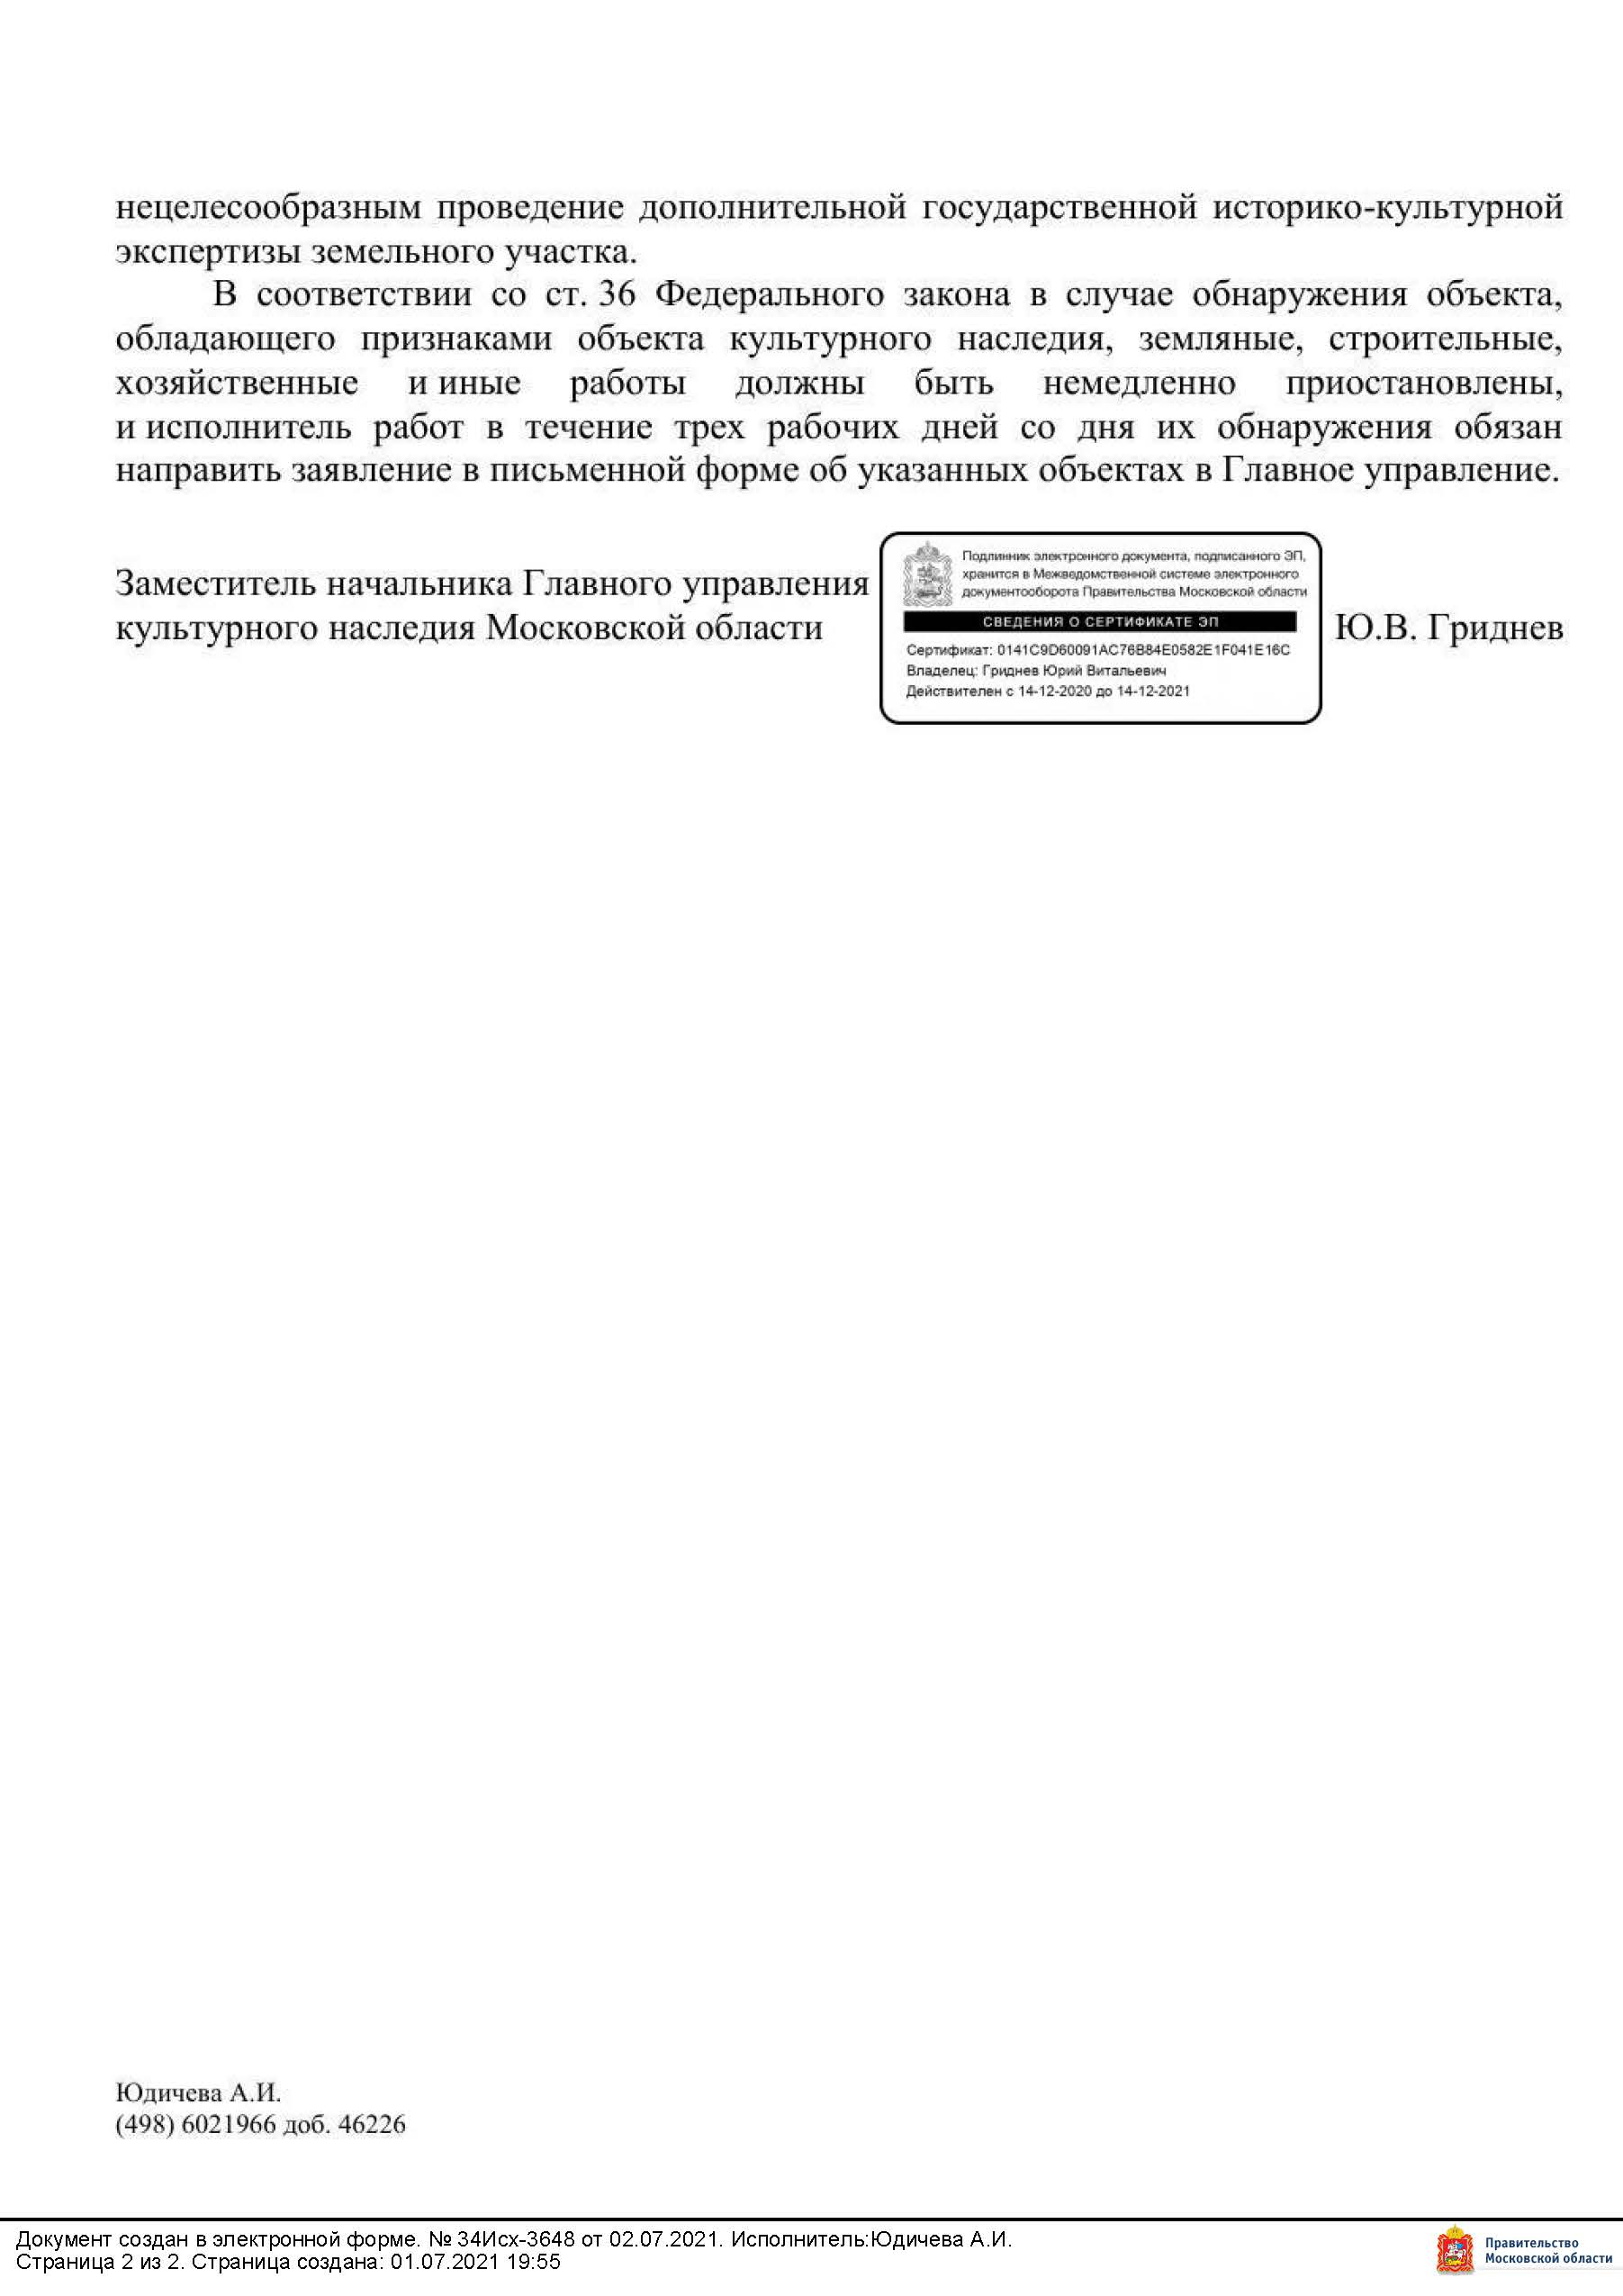 нецелесообразным проведение дополнительной государственной историко-культурной
экспертизы земельного участка.
В соответствии со ст. 36 Федерального закона в случае обнаружения объекта,
обладающего признаками объекта культурного наследия, земляные, строительные,
хозяйственные и иные работы должны быть немедленно приостановлены,
и исполнитель работ в течение трех рабочих дней со дня их обнаружения обязан
направить заявление в письменной форме об указанных объектах в Главное управление.
Заместитель начальника Главного управления
культурного наследия Московской области
Подлинник электронного документа, подписанного ЭП,
хранится в Межведомственной системе электронного
документооборота Правительства Московской области
СВЕДЕНИЯ О СЕРТИФИКАТЕ ЭП
Сертификат: 0141C9D60091AC76B84E0582E1F041E16C
Владелец: Гриднев Юрий Витальевич
Действителен с 14-12-2020 до 14-12-2021
Ю.В. Гриднев
Юдичева А.И.
(498) 6021966 доб. 46226
Документ создан в электронной форме. № 34Исх-3648 от 02.07.2021. Исполнитель:Юдичева А.И.
Страница 2 из 2. Страница создана: 01.07.2021 19:55
Правительство
Московской области